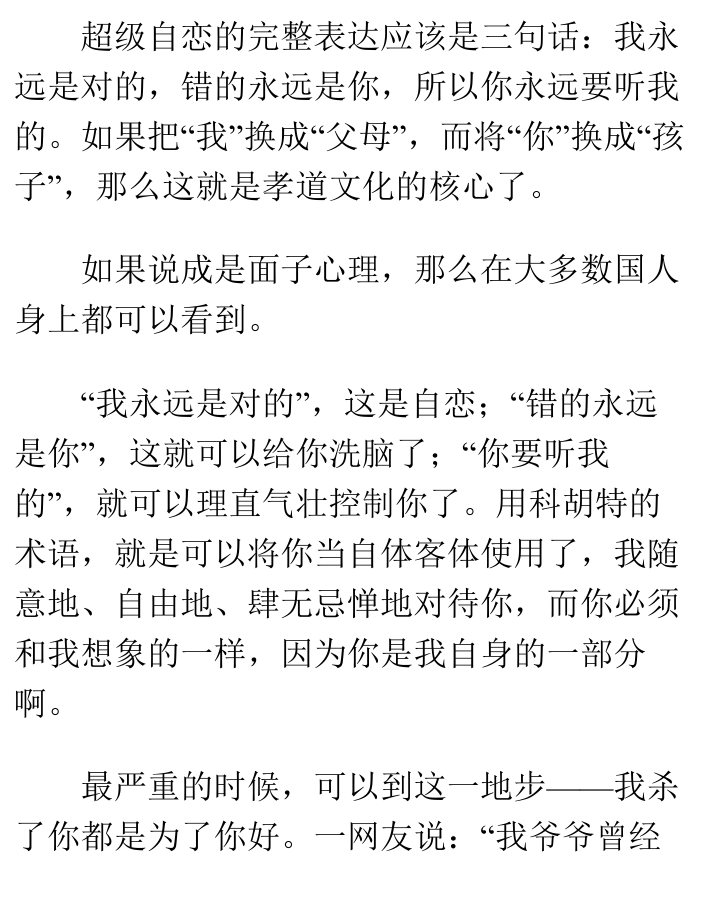 超级自恋的完整表达应该是三句话：我永
远是对的，错的永远是你，所以你永远要听我
的。如果把“我”换成“父母”，而将“你”换成“孩
子”，那么这就是孝道文化的核心了。
如果说成是面子心理，那么在大多数国人
身上都可以看到。
“我永远是对的”，这是自恋；“错的永远
是你”，这就可以给你洗脑了；“你要听我
的”，就可以理直气壮控制你了。用科胡特的
术语，就是可以将你当自体客体使用了，我随
意地、自由地、肆无忌惮地对待你，而你必须
和我想象的一样，因为你是我自身的一部分
啊。
最严重的时候，可以到这一地步——我杀
了你都是为了你好。一网友说：“我爷爷曾经